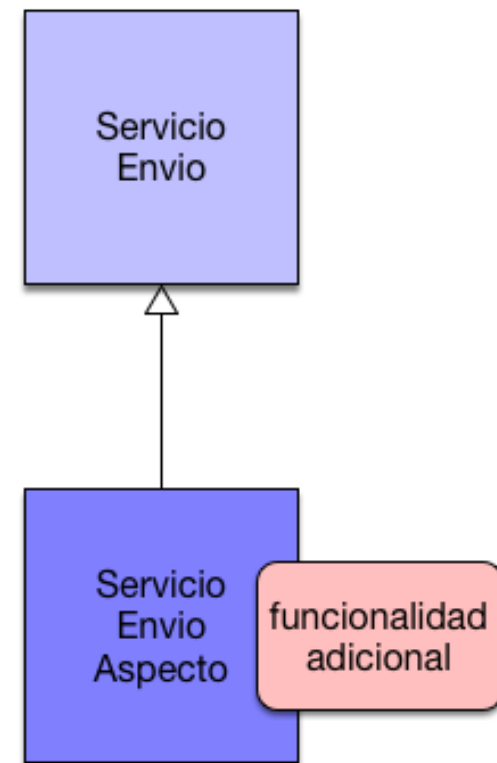 Servicio
Envio
Servicio
Envio
Aspecto
funcionalidad
adicional